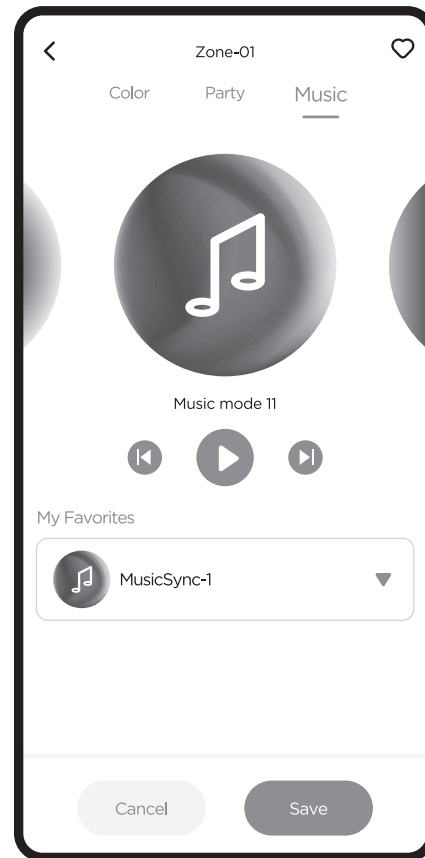 Zone-01
Color Party Music
Music mode 11
My Favorites
MusicSync-1
Cancel Save